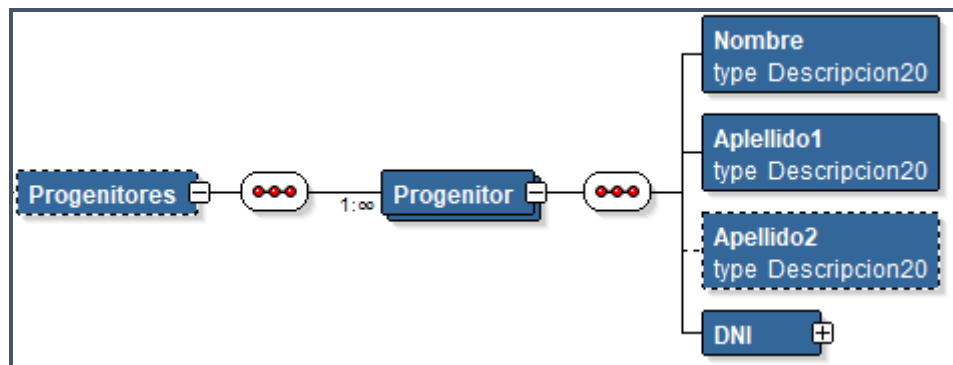 Nombre
type Descripcion20
Aplellido1
type Descripcion20
Progenitores
1:∞
Progenitor
Apellido2
type Descripcion20
DNI